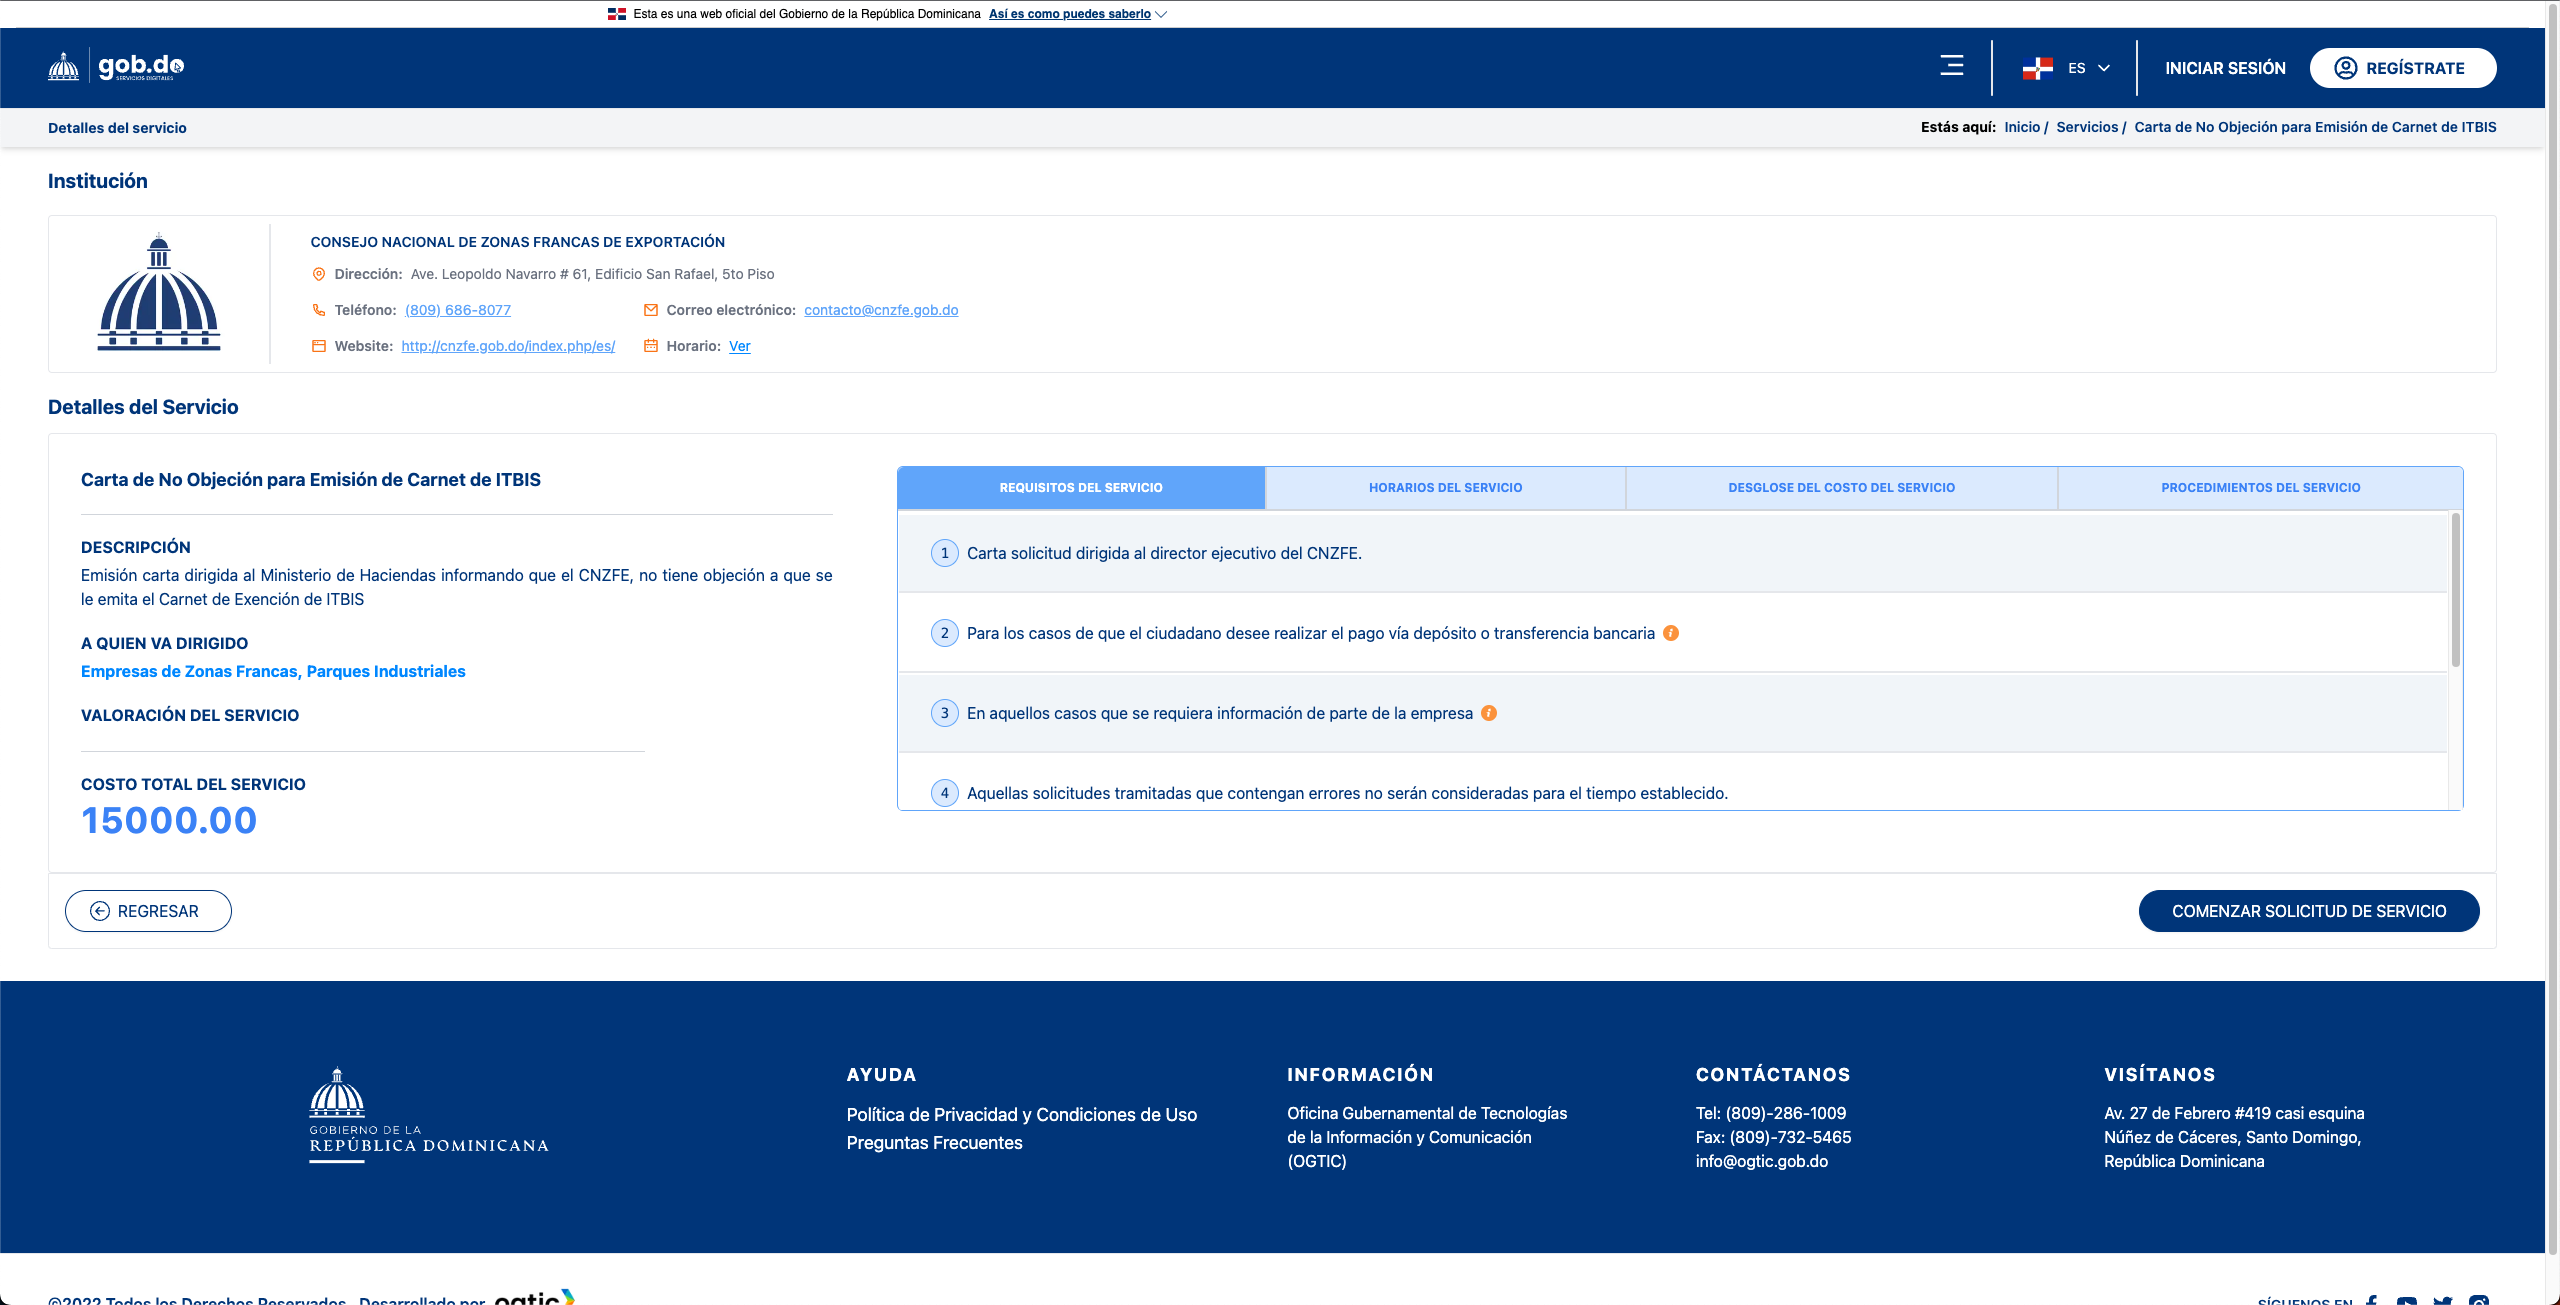 Esta es una web oficial del Gobierno de la República Dominicana Así es como puedes saberlo
gob.do
SERVICIOS DIGITALES
ES
INICIAR SESIÓN
REGÍSTRATE
Detalles del servicio
Estás aquí: Inicio / Servicios / Carta de No Objeción para Emisión de Carnet de ITBIS
Institución
CONSEJO NACIONAL DE ZONAS FRANCAS DE EXPORTACIÓN
Dirección: Ave. Leopoldo Navarro # 61, Edificio San Rafael, 5to Piso
Teléfono: (809) 686-8077
Correo electrónico: contacto@cnzfe.gob.do
Website: http://cnzfe.gob.do/index.php/es/
Horario: Ver
Detalles del Servicio
Carta de No Objeción para Emisión de Carnet de ITBIS
DESCRIPCIÓN
Emisión carta dirigida al Ministerio de Haciendas informando que el CNZFE, no tiene objeción a que se
le emita el Carnet de Exención de ITBIS
A QUIEN VA DIRIGIDO
Empresas de Zonas Francas, Parques Industriales
VALORACIÓN DEL SERVICIO
COSTO TOTAL DEL SERVICIO
15000.00
REQUISITOS DEL SERVICIO
HORARIOS DEL SERVICIO
DESGLOSE DEL COSTO DEL SERVICIO
PROCEDIMIENTOS DEL SERVICIO
1 Carta solicitud dirigida al director ejecutivo del CNZFE.
2 Para los casos de que el ciudadano desee realizar el pago vía depósito o transferencia bancaria
3 En aquellos casos que se requiera información de parte de la empresa
4 Aquellas solicitudes tramitadas que contengan errores no serán consideradas para el tiempo establecido.
REGRESAR
COMENZAR SOLICITUD DE SERVICIO
GOBIERNO DE LA
REPÚBLICA DOMINICANA
AYUDA
Política de Privacidad y Condiciones de Uso
Preguntas Frecuentes
INFORMACIÓN
Oficina Gubernamental de Tecnologías
de la Información y Comunicación
(OGTIC)
CONTÁCTANOS
Tel: (809)-286-1009
Fax: (809)-732-5465
info@ogtic.gob.do
VISÍTANOS
Av. 27 de Febrero #419 casi esquina
Núñez de Cáceres, Santo Domingo,
República Dominicana
©2022 Todos los Derechos Reservados. Desarrollado por ogtic
SÍGUENOS EN